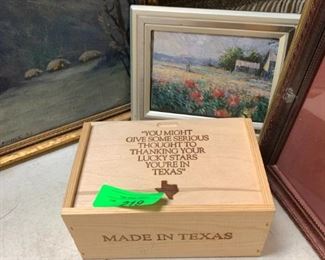 "YOU MIGHT
GIVE SOME SERIOUS
THOUGHT TO
THANKING YOUR
LUCKY STARS
YOU'RE IN
TEXAS"
MADE IN TEXAS